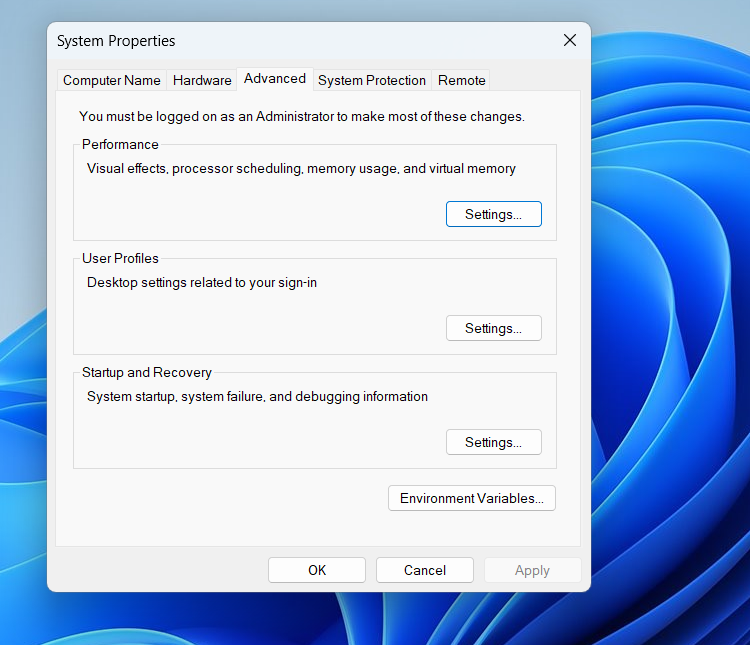 System Properties
Computer Name Hardware Advanced System Protection Remote
You must be logged on as an Administrator to make most of these changes.
Performance
Visual effects, processor scheduling, memory usage, and virtual memory
Settings...
User Profiles
Desktop settings related to your sign-in
Settings...
Startup and Recovery
System startup, system failure, and debugging information
Settings...
Environment Variables...
OK Cancel Apply